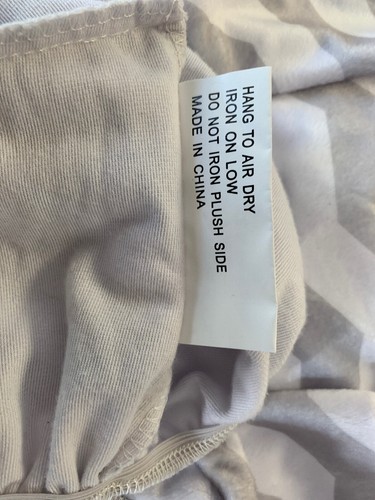 HANG TO AIR DRY
IRON ON LOW
DO NOT IRON PLUSH SIDE
MADE IN CHINA